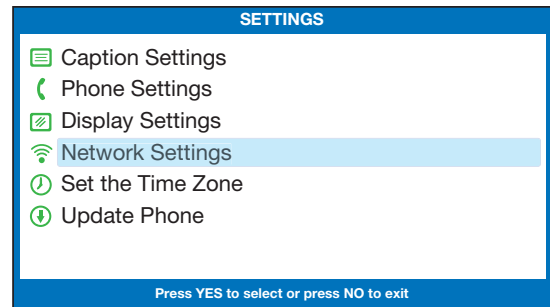 SETTINGS
Caption Settings
Phone Settings
Display Settings
Network Settings
Set the Time Zone
Update Phone
Press YES to select or press NO to exit